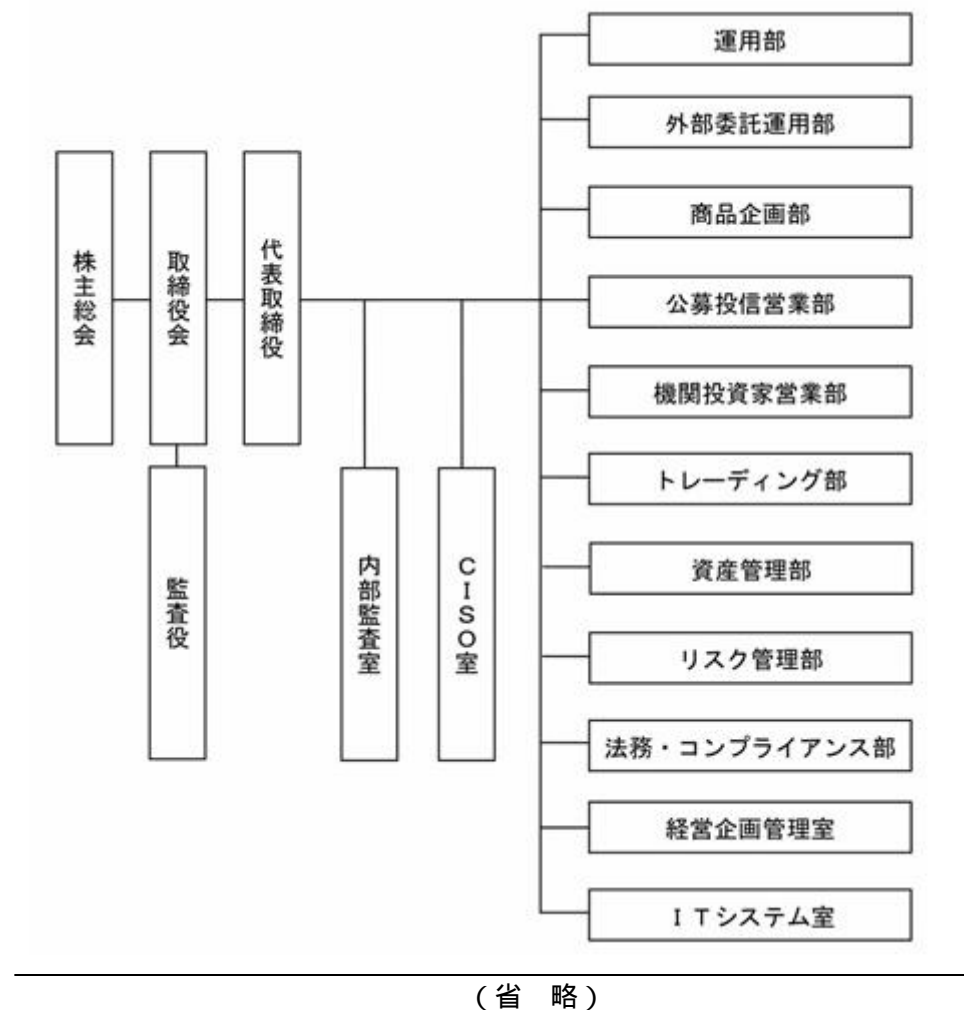 株主総会
取締役会
代表取締役
監査役
内部監査室
CISO室
運用部
外部委託運用部
商品企画部
公募投信営業部
機関投資家営業部
トレーディング部
資産管理部
リスク管理部
法務・コンプライアンス部
経営企画管理室
ITシステム室
(省 略)